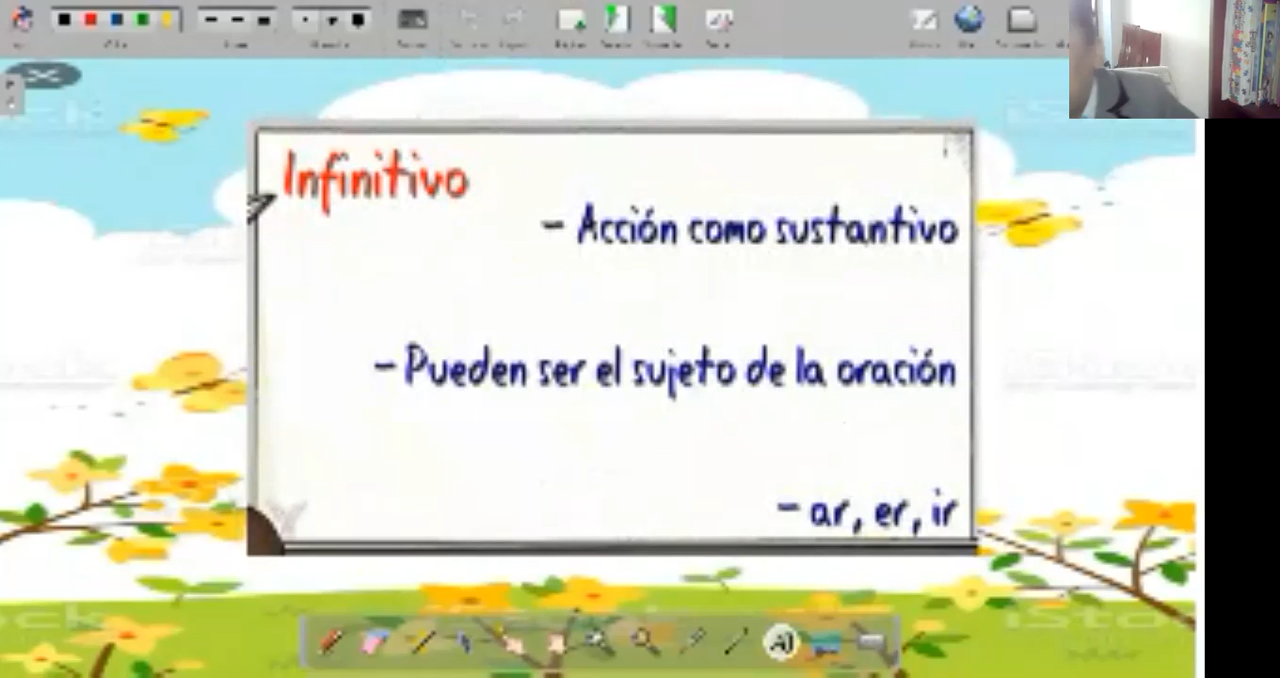 Infinitivo
- Acción como sustantivo
- Pueden ser el sujeto de la oración
- ar, er, ir